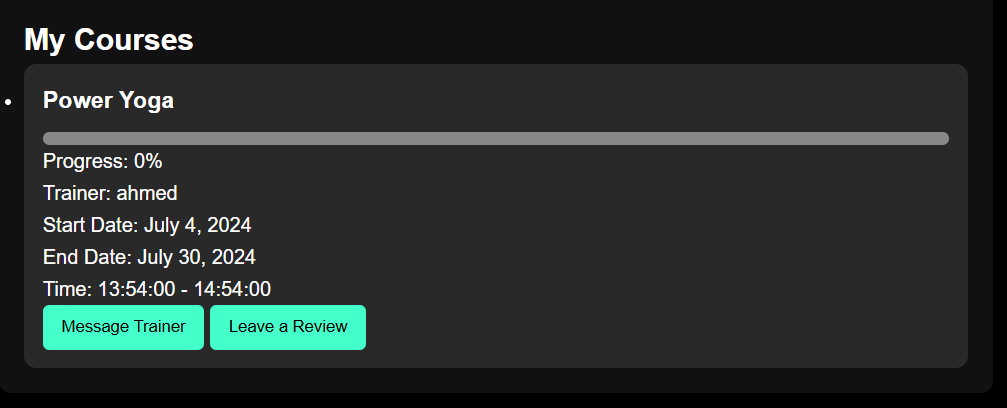 My Courses
Power Yoga
Progress: 0%
Trainer: ahmed
Start Date: July 4, 2024
End Date: July 30, 2024
Time: 13:54:00 - 14:54:00
Message Trainer Leave a Review